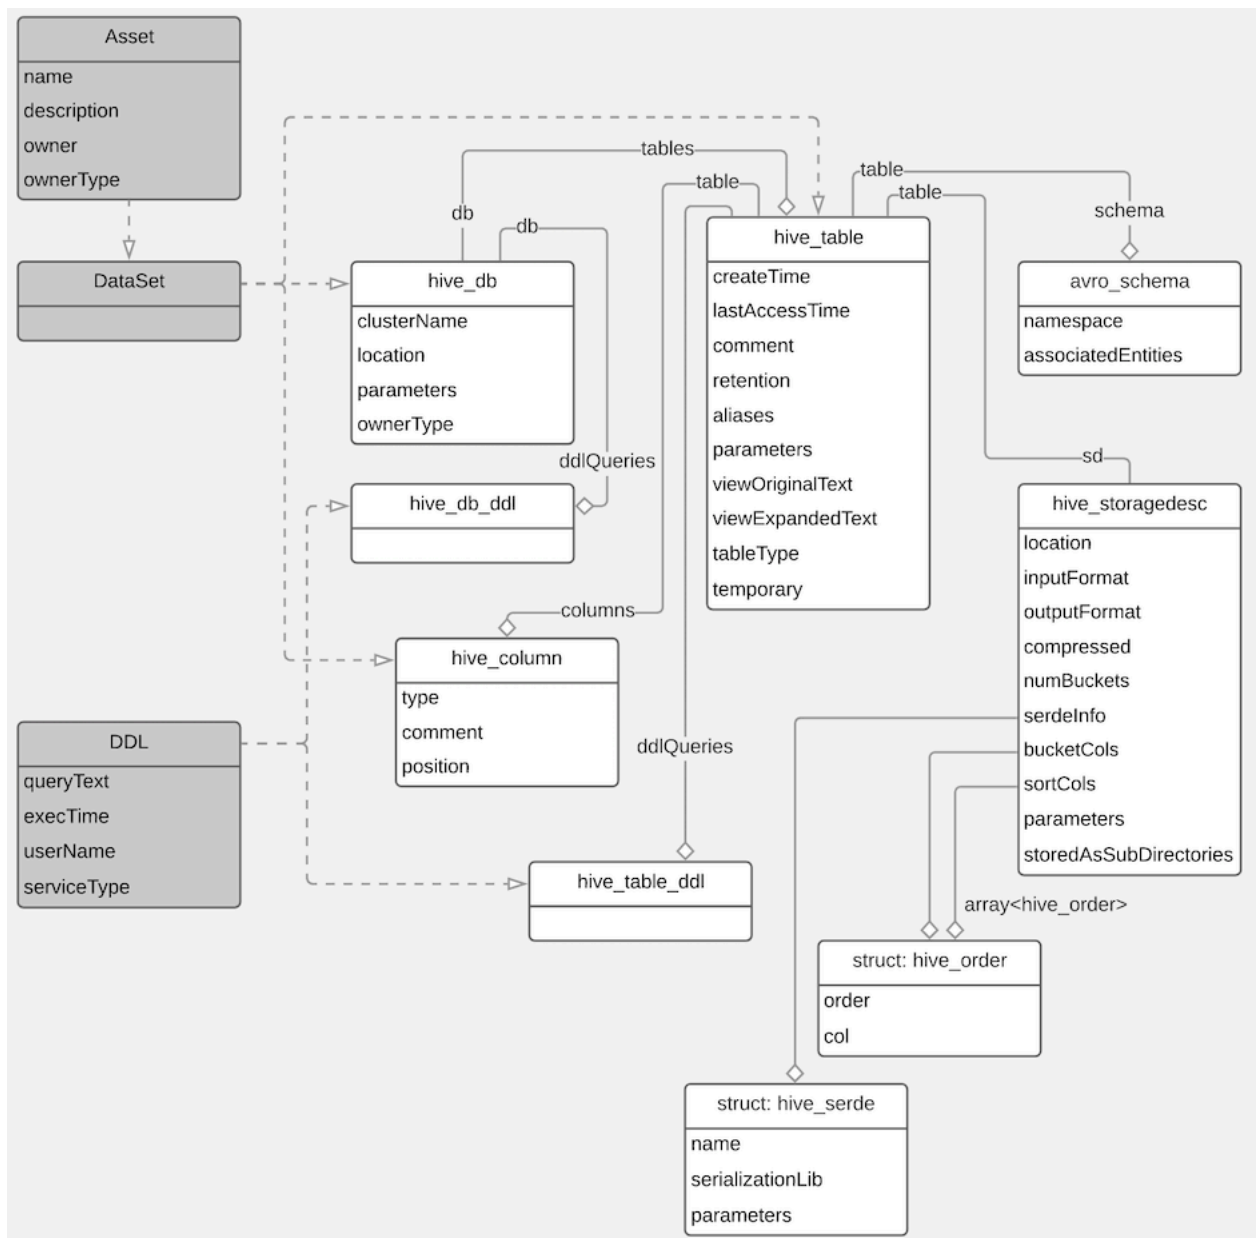 Asset
name
description
owner
ownerType
DataSet
tables
table
db
db
hive_db
clusterName
location
parameters
ownerType
ddlQueries
hive_db_ddl
columns
hive_column
type
comment
position
hive_table
createTime
lastAccessTime
comment
retention
aliases
parameters
viewOriginalText
viewExpandedText
tableType
temporary
table
table
schema
avro_schema
namespace
associatedEntities
sd
hive_storagedesc
location
inputFormat
outputFormat
compressed
numBuckets
serdeInfo
bucketCols
sortCols
parameters
storedAsSubDirectories
DDL
queryText
execTime
userName
serviceType
ddlQueries
hive_table_ddl
array<hive_order>
struct: hive_order
order
col
struct: hive_serde
name
serializationLib
parameters